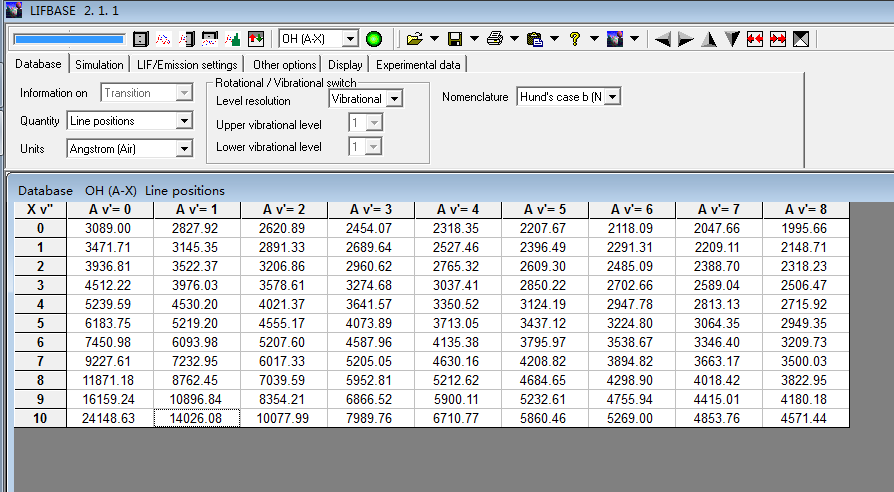 LIFBASE 2. 1. 1
OH (A-X)
Database Simulation LIF/Emission settings Other options Display Experimental data
Information on Transition
Quantity Line positions
Units Angstrom (Air)
Rotational / Vibrational switch
Level resolution Vibrational
Upper vibrational level 1
Lower vibrational level 1
Nomenclature Hund's case b (N
Database OH (A-X) Line positions
X v" A v'= 0 A v'= 1 A v'= 2 A v'= 3 A v'= 4 A v'= 5 A v'= 6 A v'= 7 A v'= 8
0 3089.00 2827.92 2620.89 2454.07 2318.35 2207.67 2118.09 2047.66 1995.66
1 3471.71 3145.35 2891.33 2689.64 2527.46 2396.49 2291.31 2209.11 2148.71
2 3936.81 3522.37 3206.86 2960.62 2765.32 2609.30 2485.09 2388.70 2318.23
3 4512.22 3976.03 3578.61 3274.68 3037.41 2850.22 2702.66 2589.04 2506.47
4 5239.59 4530.20 4021.37 3641.57 3350.52 3124.19 2947.78 2813.13 2715.92
5 6183.75 5219.20 4555.17 4073.89 3713.05 3437.12 3224.80 3064.35 2949.35
6 7450.98 6093.98 5207.60 4587.96 4135.38 3795.97 3538.67 3346.40 3209.73
7 9227.61 7232.95 6017.33 5205.05 4630.16 4208.82 3894.82 3663.17 3500.03
8 11871.18 8762.45 7039.59 5952.81 5212.62 4684.65 4298.90 4018.42 3822.95
9 16159.24 10896.84 8354.21 6866.52 5900.11 5232.61 4755.94 4415.01 4180.18
10 24148.63 14026.08 10077.99 7989.76 6710.77 5860.46 5269.00 4853.76 4571.44